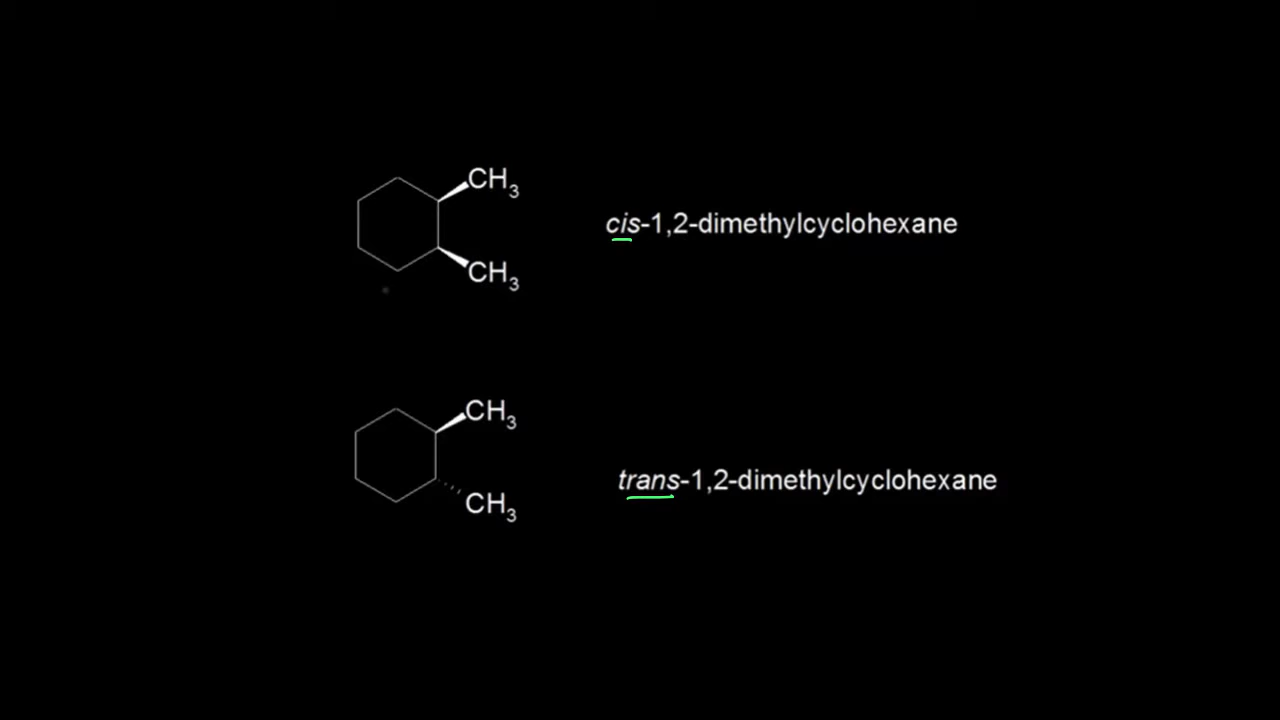 CH3
cis-1,2-dimethylcyclohexane
CH3
CH3
trans-1,2-dimethylcyclohexane
CH3